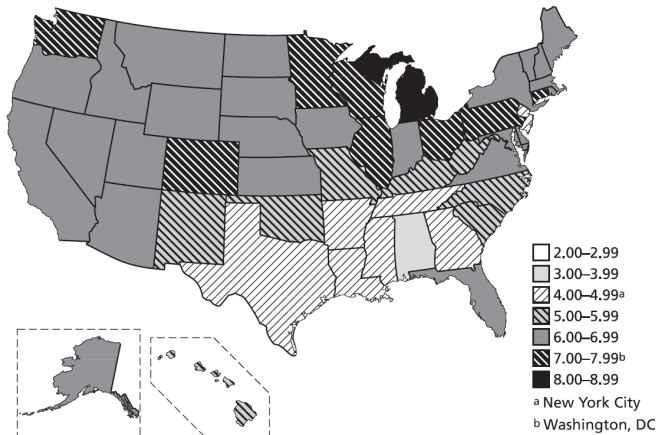 2.00–2.99
3.00–3.99
4.00–4.99a
5.00–5.99
6.00–6.99
7.00–7.99b
8.00–8.99
a New York City
b Washington, DC